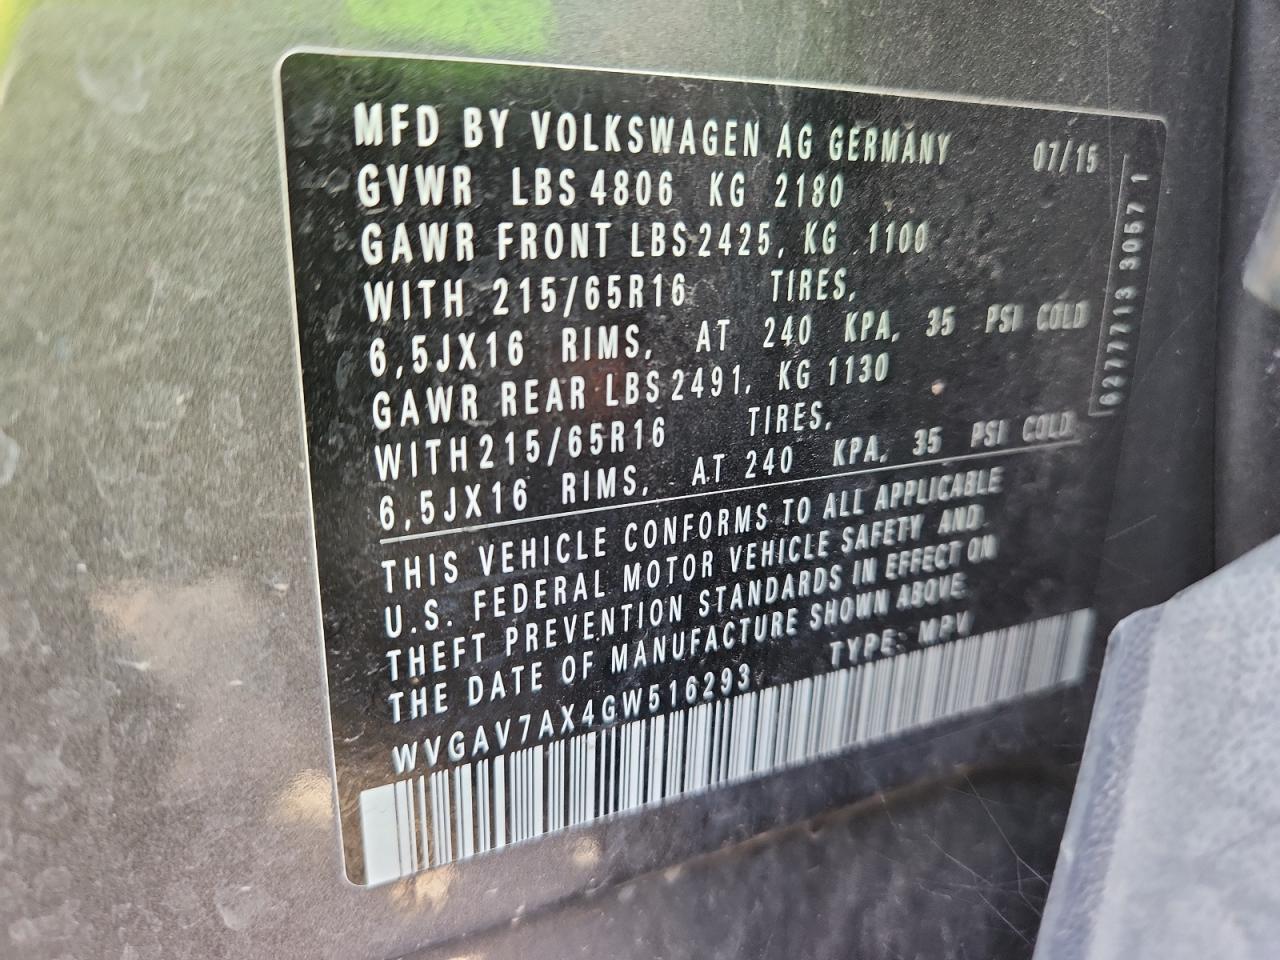 MFD BY VOLKSWAGEN AG GERMANY 07/15
GVWR LBS 4806 KG 2180
GAWR FRONT LBS 2425, KG 1100
WITH 215/65R16 TIRES,
6,5JX16 RIMS, AT 240 KPA, 35 PSI COLD
GAWR REAR LBS 2491, KG 1130
WITH 215/65R16 TIRES,
6,5JX16 RIMS, AT 240 KPA, 35 PSI COLD
THIS VEHICLE CONFORMS TO ALL APPLICABLE
U.S. FEDERAL MOTOR VEHICLE SAFETY AND
THEFT PREVENTION STANDARDS IN EFFECT ON
THE DATE OF MANUFACTURE SHOWN ABOVE.
WVGAV7AX4GW516293 TYPE: MPV